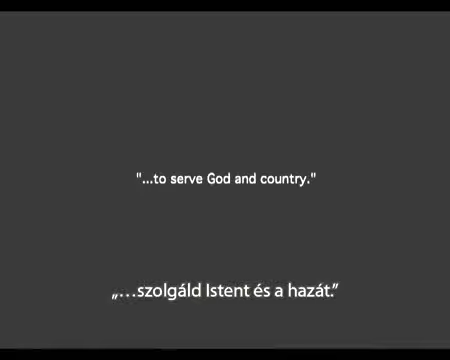 "...to serve God and country."
„…szolgáld Istent és a hazát.”